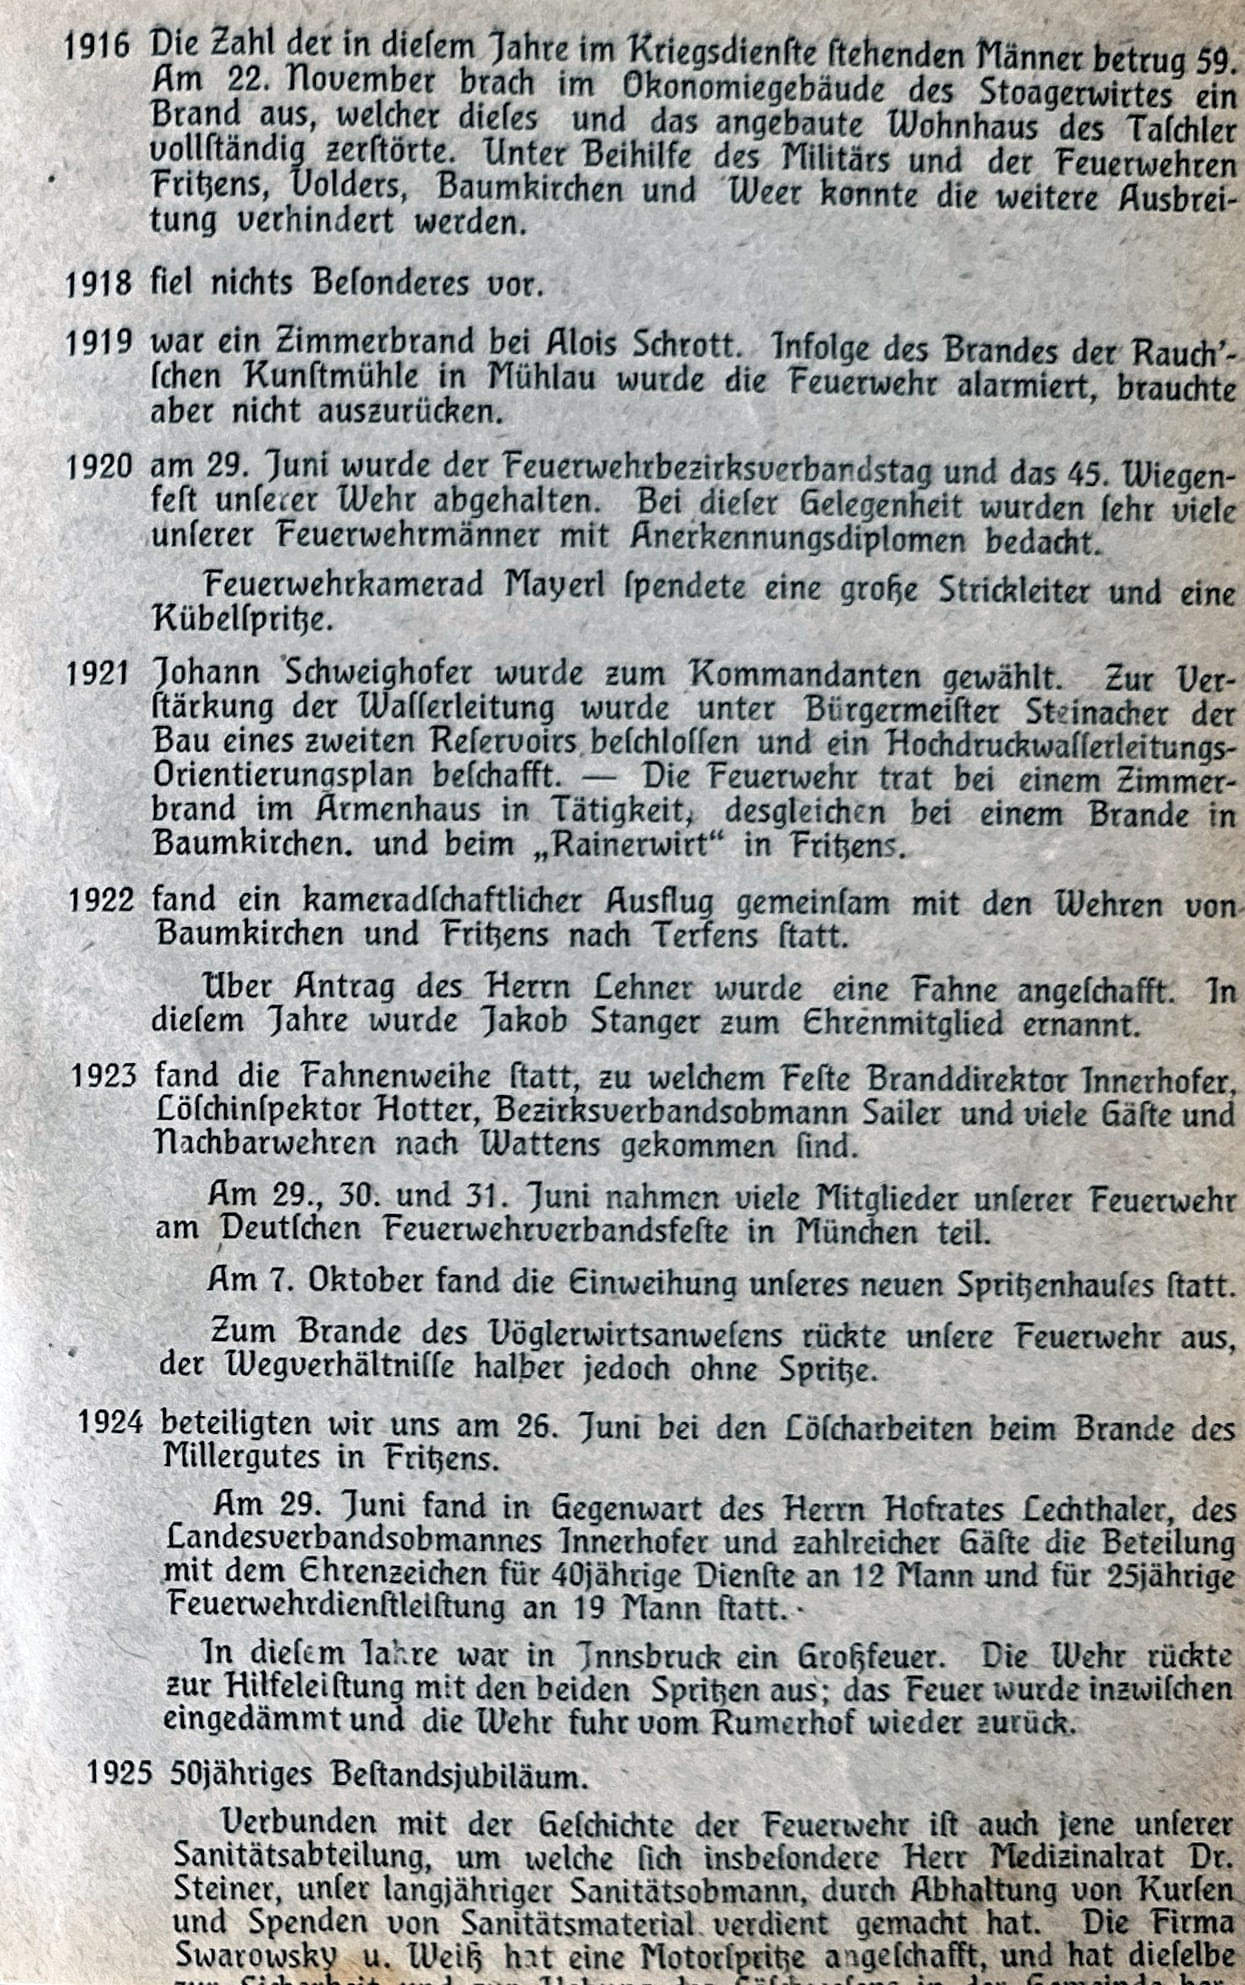 1916 Die Zahl der in dieſem Jahre im Kriegsdienſte ſtehenden Männer betrug 59.
Am 22. November brach im Ökonomiegebäude des Stoagerwirtes ein
Brand aus, welcher dieſes und das angebaute Wohnhaus des Taſchler
vollſtändig zerſtörte. Unter Beihilfe des Militärs und der Feuerwehren
Fritzens, Volders, Baumkirchen und Weer konnte die weitere Ausbrei-
tung verhindert werden.
1918 fiel nichts Beſonderes vor.
1919 war ein Zimmerbrand bei Alois Schrott. Infolge des Brandes der Rauch'-
ſchen Kunſtmühle in Mühlau wurde die Feuerwehr alarmiert, brauchte
aber nicht auszurücken.
1920 am 29. Juni wurde der Feuerwehrbezirksverbandstag und das 45. Wiegen-
feſt unſerer Wehr abgehalten. Bei dieſer Gelegenheit wurden ſehr viele
unſerer Feuerwehrmänner mit Anerkennungsdiplomen bedacht.
Feuerwehrkamerad Mayerl ſpendete eine große Strickleiter und eine
Kübelſpritze.
1921 Johann Schweighofer wurde zum Kommandanten gewählt. Zur Ver-
ſtärkung der Waſſerleitung wurde unter Bürgermeiſter Steinacher der
Bau eines zweiten Reſervoirs beſchloſſen und ein Hochdruckwaſſerleitungs-
Orientierungsplan beſchafft. — Die Feuerwehr trat bei einem Zimmer-
brand im Armenhaus in Tätigkeit, desgleichen bei einem Brande in
Baumkirchen. und beim „Rainerwirt“ in Fritzens.
1922 fand ein kameradſchaftlicher Ausflug gemeinſam mit den Wehren von
Baumkirchen und Fritzens nach Terfens ſtatt.
Über Antrag des Herrn Lehner wurde eine Fahne angeſchafft. In
dieſem Jahre wurde Jakob Stanger zum Ehrenmitglied ernannt.
1923 fand die Fahnenweihe ſtatt, zu welchem Feſte Branddirektor Innerhofer,
Löſchinſpektor Hotter, Bezirksverbandsobmann Sailer und viele Gäſte und
Nachbarwehren nach Wattens gekommen ſind.
Am 29., 30. und 31. Juni nahmen viele Mitglieder unſerer Feuerwehr
am Deutſchen Feuerwehrverbandsfeſte in München teil.
Am 7. Oktober fand die Einweihung unſeres neuen Spritzenhauſes ſtatt.
Zum Brande des Vöglerwirtsanweſens rückte unſere Feuerwehr aus,
der Wegverhältniſſe halber jedoch ohne Spritze.
1924 beteiligten wir uns am 26. Juni bei den Löſcharbeiten beim Brande des
Millergutes in Fritzens.
Am 29. Juni fand in Gegenwart des Herrn Hofrates Lechthaler, des
Landesverbandsobmannes Innerhofer und zahlreicher Gäſte die Beteilung
mit dem Ehrenzeichen für 40jährige Dienſte an 12 Mann und für 25jährige
Feuerwehrdienſtleiſtung an 19 Mann ſtatt.
In dieſem Jahre war in Innsbruck ein Großfeuer. Die Wehr rückte
zur Hilfeleiſtung mit den beiden Spritzen aus; das Feuer wurde inzwiſchen
eingedämmt und die Wehr fuhr vom Rumerhof wieder zurück.
1925 50jähriges Beſtandsjubiläum.
Verbunden mit der Geſchichte der Feuerwehr iſt auch jene unſerer
Sanitätsabteilung, um welche ſich insbeſondere Herr Medizinalrat Dr.
Steiner, unſer langjähriger Sanitätsobmann, durch Abhaltung von Kurſen
und Spenden von Sanitätsmaterial verdient gemacht hat. Die Firma
Swarowsky u. Weiß hat eine Motorſpritze angeſchafft, und hat dieſelbe